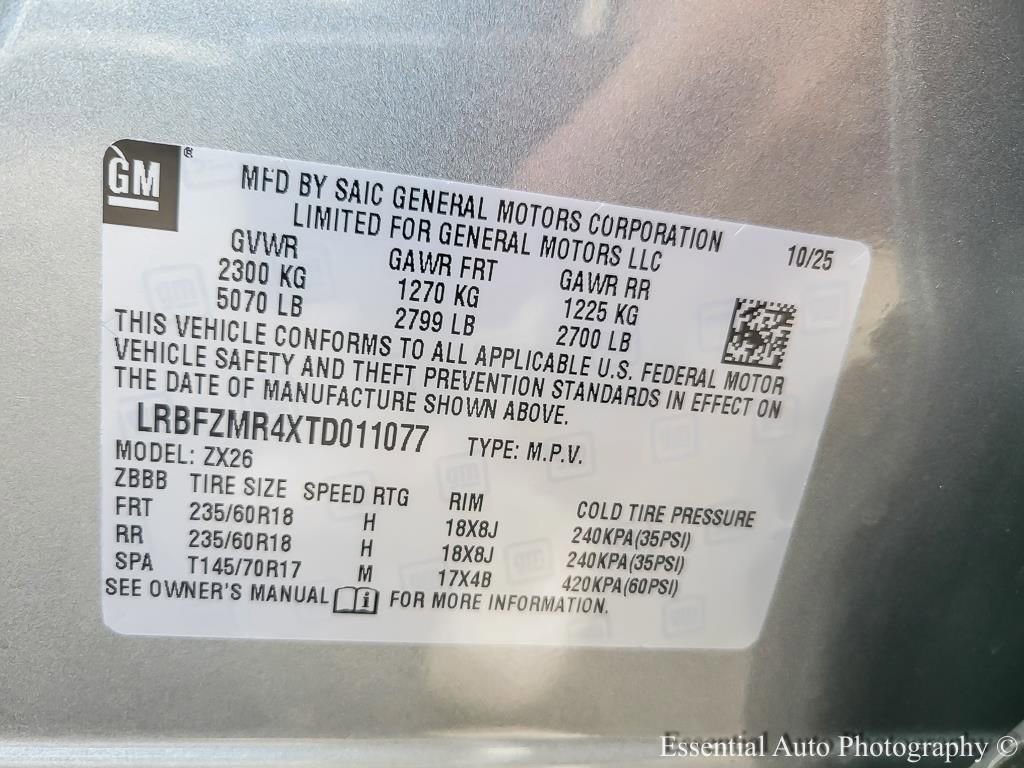 GM ®
MFD BY SAIC GENERAL MOTORS CORPORATION
LIMITED FOR GENERAL MOTORS LLC
10/25
GVWR GAWR FRT GAWR RR
2300 KG 1270 KG 1225 KG
5070 LB 2799 LB 2700 LB
THIS VEHICLE CONFORMS TO ALL APPLICABLE U.S. FEDERAL MOTOR
VEHICLE SAFETY AND THEFT PREVENTION STANDARDS IN EFFECT ON
THE DATE OF MANUFACTURE SHOWN ABOVE.
LRBFZMR4XTD011077 TYPE: M.P.V.
MODEL: ZX26
ZBBB TIRE SIZE SPEED RTG RIM COLD TIRE PRESSURE
FRT 235/60R18 H 18X8J 240KPA(35PSI)
RR 235/60R18 H 18X8J 240KPA(35PSI)
SPA T145/70R17 M 17X4B 420KPA(60PSI)
SEE OWNER'S MANUAL i FOR MORE INFORMATION.
Essential Auto Photography ©